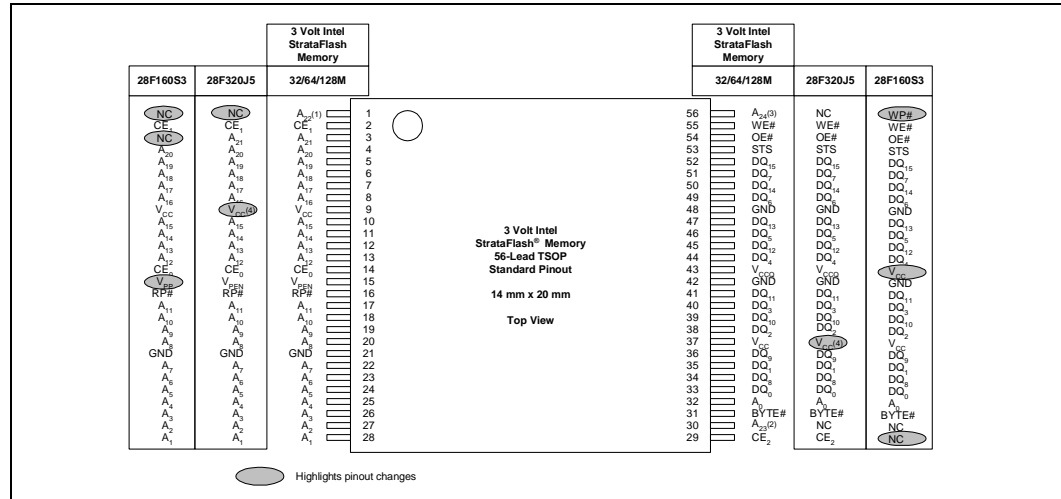 3 Volt Intel
StrataFlash
Memory
3 Volt Intel
StrataFlash
Memory
28F160S3 28F320J5 32/64/128M 32/64/128M 28F320J5 28F160S3
NC NC A22(1) 1 56 A24(3) NC WP#
CE1 CE1 CE1 2 55 WE# WE# WE#
NC A21 A21 3 54 OE# OE# OE#
A20 A20 A20 4 53 STS STS STS
A19 A19 A19 5 52 DQ15 DQ15 DQ15
A18 A18 A18 6 51 DQ7 DQ7 DQ7
A17 A17 A17 7 50 DQ14 DQ14 DQ14
A16 A16 A16 8 49 DQ6 DQ6 DQ6
VCC VCC(4) VCC 9 48 GND GND GND
A15 A15 A15 10 47 DQ13 DQ13 DQ13
A14 A14 A14 11 46 DQ5 DQ5 DQ5
A13 A13 A13 12 45 DQ12 DQ12 DQ12
A12 A12 A12 13 44 DQ4 DQ4 DQ4
CE0 CE0 CE0 14 43 VCCQ VCCQ VCC
VPP VPEN VPEN 15 42 GND GND GND
RP# RP# RP# 16 41 DQ11 DQ11 DQ11
A11 A11 A11 17 40 DQ3 DQ3 DQ3
A10 A10 A10 18 39 DQ10 DQ10 DQ10
A9 A9 A9 19 38 DQ2 DQ2 DQ2
A8 A8 A8 20 37 VCC VCC(4) VCC
GND GND GND 21 36 DQ9 DQ9 DQ9
A7 A7 A7 22 35 DQ1 DQ1 DQ1
A6 A6 A6 23 34 DQ8 DQ8 DQ8
A5 A5 A5 24 33 DQ0 DQ0 DQ0
A4 A4 A4 25 32 A0 A0 A0
A3 A3 A3 26 31 BYTE# BYTE# BYTE#
A2 A2 A2 27 30 A23(2) NC NC
A1 A1 A1 28 29 CE2 CE2 NC
3 Volt Intel
StrataFlash® Memory
56-Lead TSOP
Standard Pinout
14 mm x 20 mm
Top View
Highlights pinout changes